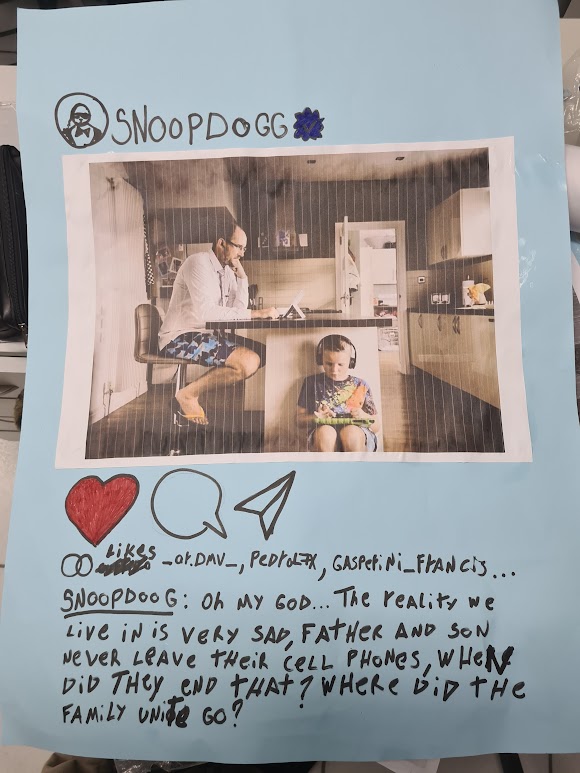 SNOOPDOGG
Likes _or.DMV_, PEDROLFX, GASPERINI_FRANCIS...
SNOOPDOOG: OH MY GOD... THE REALITY WE
LIVE IN IS VERY SAD, FATHER AND SON
NEVER LEAVE THEIR CELL PHONES, WHEN
DID THEY END THAT? WHERE DID THE
FAMILY UNITE GO?